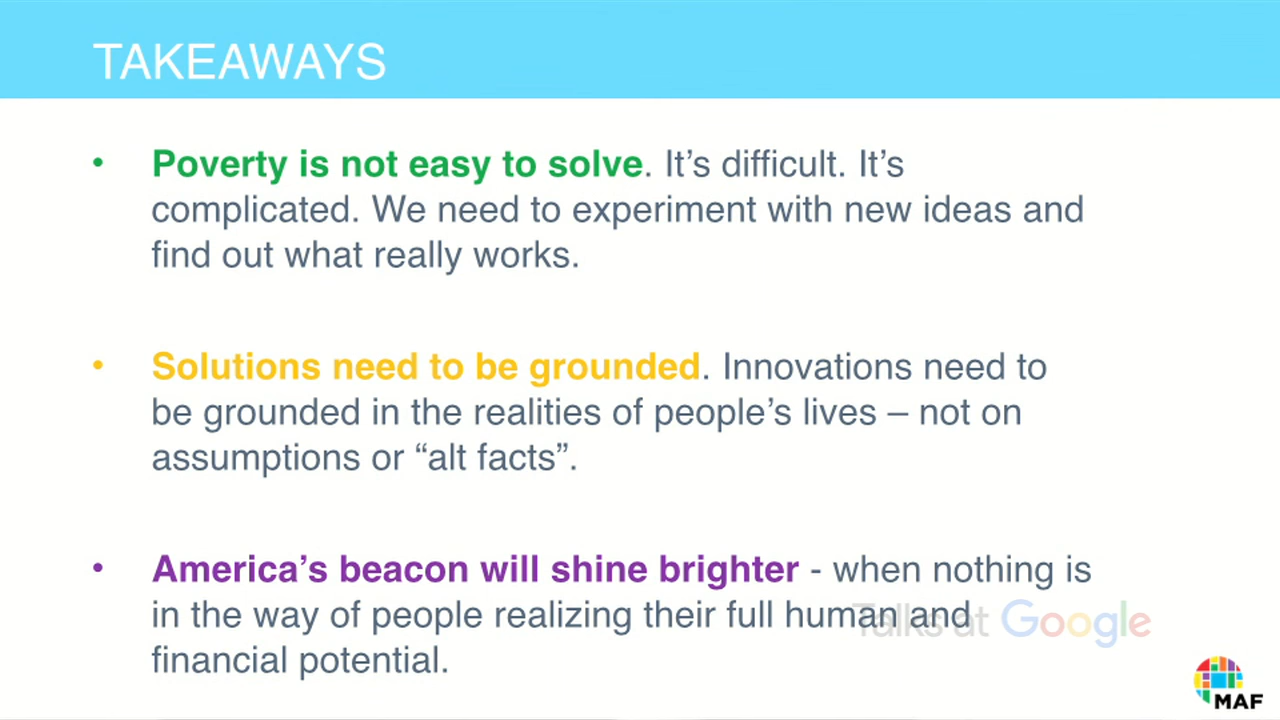 TAKEAWAYS
• Poverty is not easy to solve. It’s difficult. It’s
complicated. We need to experiment with new ideas and
find out what really works.
• Solutions need to be grounded. Innovations need to
be grounded in the realities of people’s lives – not on
assumptions or “alt facts”.
• America’s beacon will shine brighter - when nothing is
in the way of people realizing their full human and
financial potential.
Talks at Google
MAF